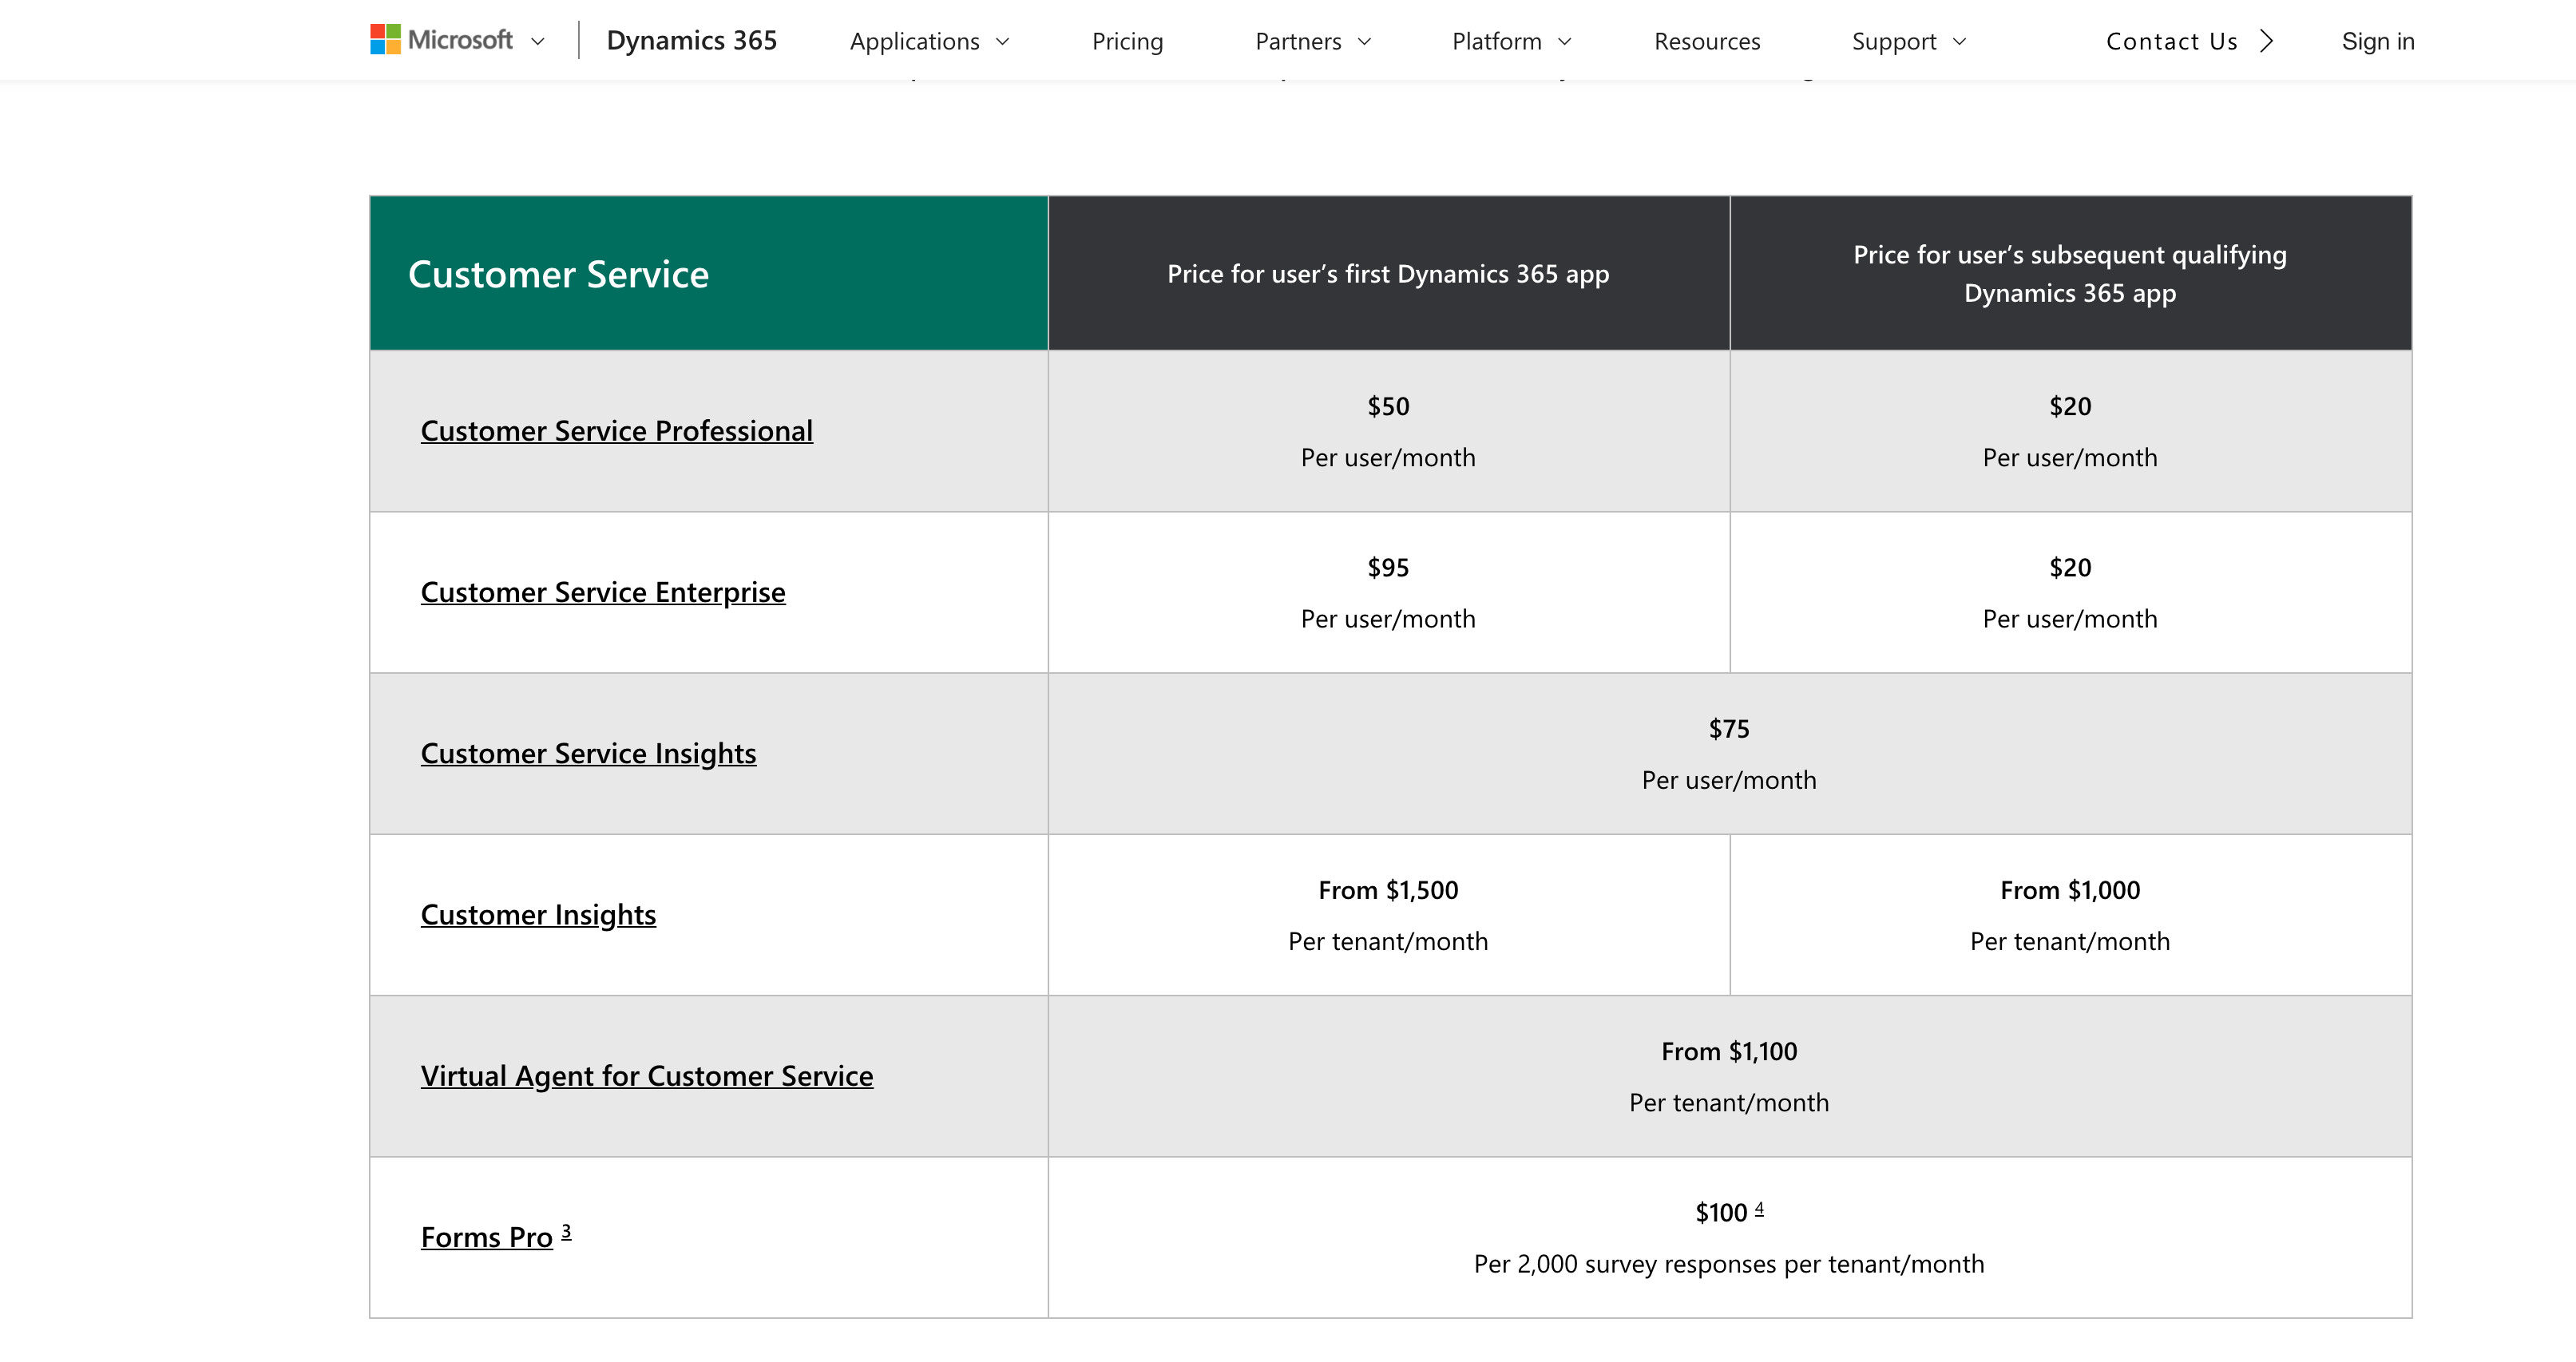 Microsoft
Dynamics 365
Applications
Pricing
Partners
Platform
Resources
Support
Contact Us
Sign in
Customer Service
Price for user’s first Dynamics 365 app
Price for user’s subsequent qualifying
Dynamics 365 app
Customer Service Professional
$50
Per user/month
$20
Per user/month
Customer Service Enterprise
$95
Per user/month
$20
Per user/month
Customer Service Insights
$75
Per user/month
Customer Insights
From $1,500
Per tenant/month
From $1,000
Per tenant/month
Virtual Agent for Customer Service
From $1,100
Per tenant/month
Forms Pro 3
$100 4
Per 2,000 survey responses per tenant/month